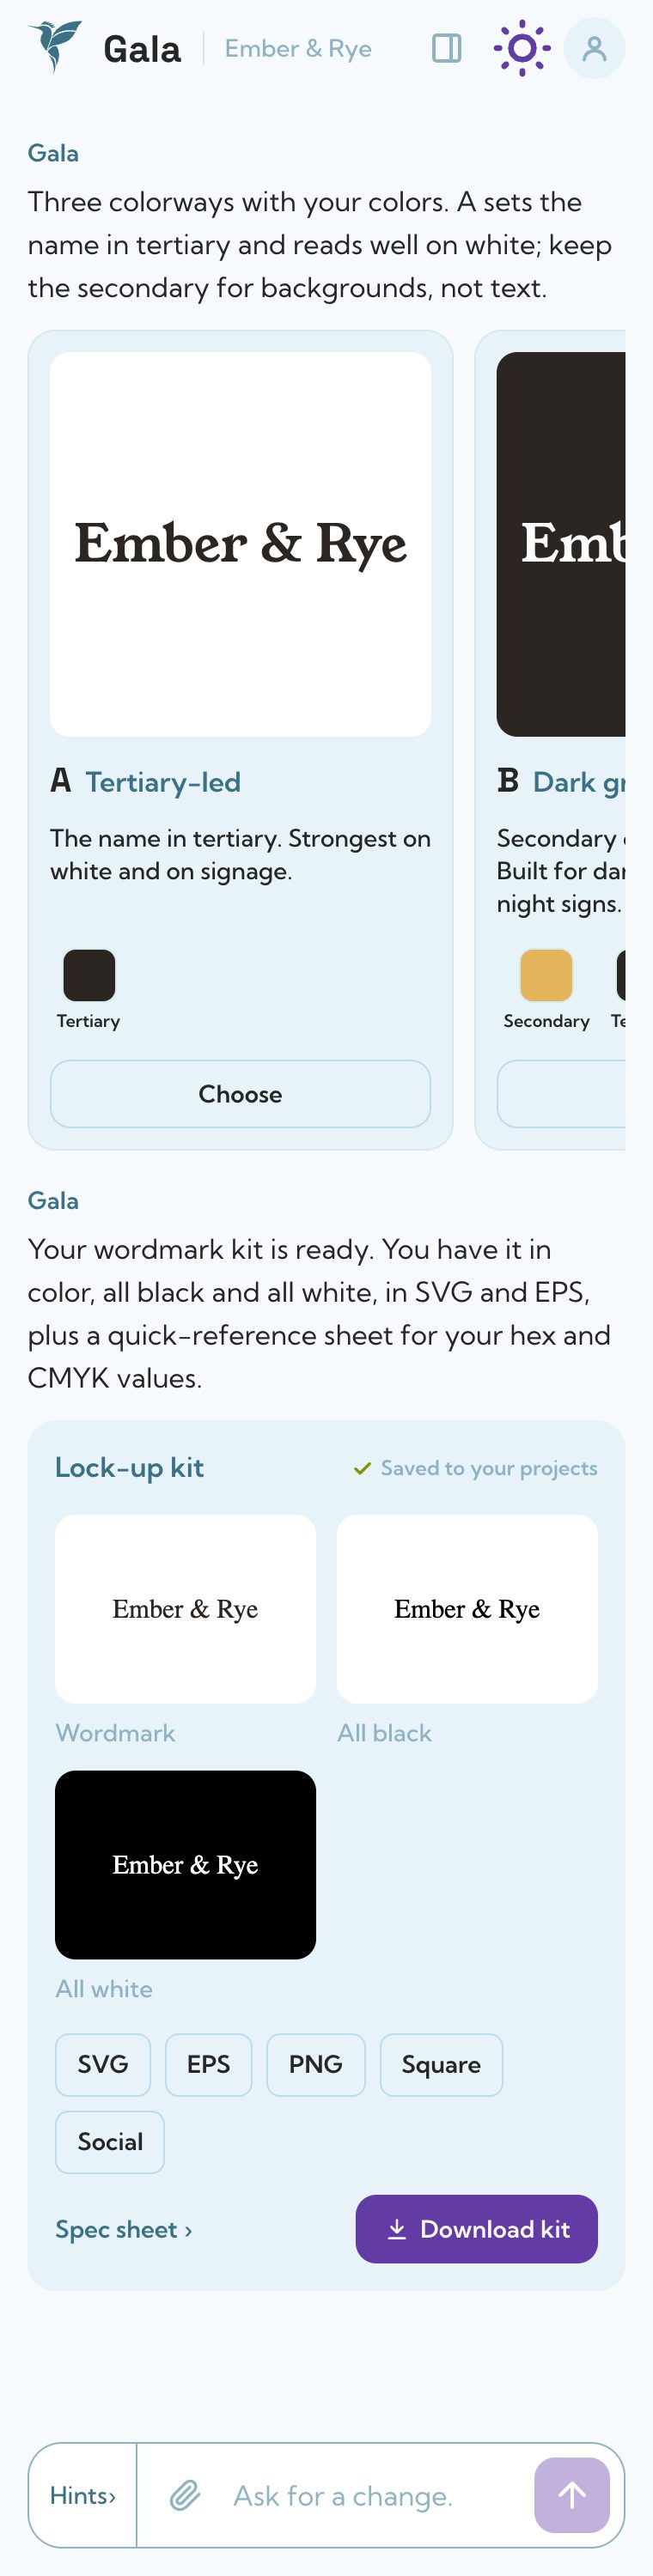 Gala
Ember & Rye
Gala
Three colorways with your colors. A sets the
name in tertiary and reads well on white; keep
the secondary for backgrounds, not text.
Ember & Rye
A Tertiary-led
The name in tertiary. Strongest on
white and on signage.
Tertiary
Choose
Emb
B Dark gr
Secondary
Built for dar
night signs.
Secondary
Te
Gala
Your wordmark kit is ready. You have it in
color, all black and all white, in SVG and EPS,
plus a quick-reference sheet for your hex and
CMYK values.
Lock-up kit
Saved to your projects
Ember & Rye
Wordmark
Ember & Rye
All black
Ember & Rye
All white
SVG
EPS
PNG
Square
Social
Spec sheet ›
Download kit
Hints›
Ask for a change.